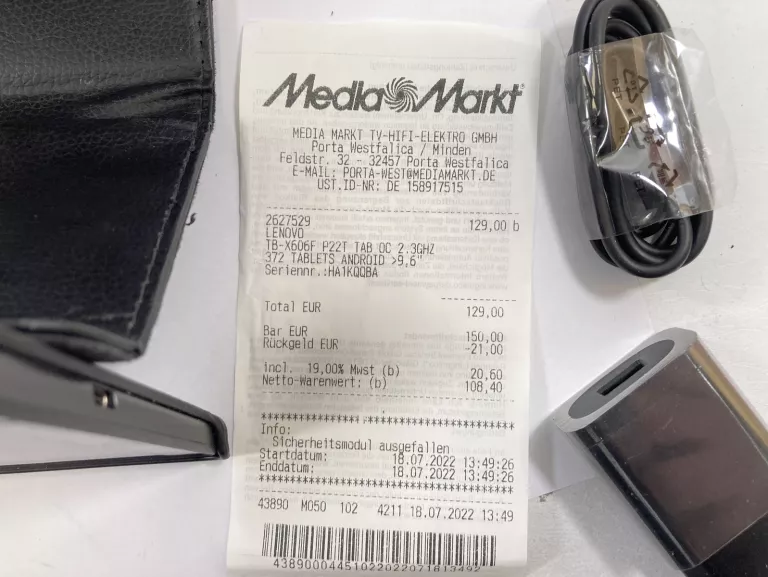 Media Markt
MEDIA MARKT TV-HIFI-ELEKTRO GMBH
Porta Westfalica / Minden
Feldstr. 32 - 32457 Porta Westfalica
E-MAIL: PORTA-WEST@MEDIAMARKT.DE
UST.ID-NR: DE 158917515
2627529 129,00 b
LENOVO
TB-X606F P22T TAB OC 2.3GHZ
372 TABLETS ANDROID >9,6"
Seriennr.:HA1KQQBA
Total EUR 129,00
Bar EUR 150,00
Rückgeld EUR -21,00
incl. 19,00% Mwst (b) 20,60
Netto-Warenwert: (b) 108,40
****************************************
Info:
Sicherheitsmodul ausgefallen
Startdatum: 18.07.2022 13:49:26
Enddatum: 18.07.2022 13:49:26
****************************************
43890 M050 102 4211 18.07.2022 13:49
PET